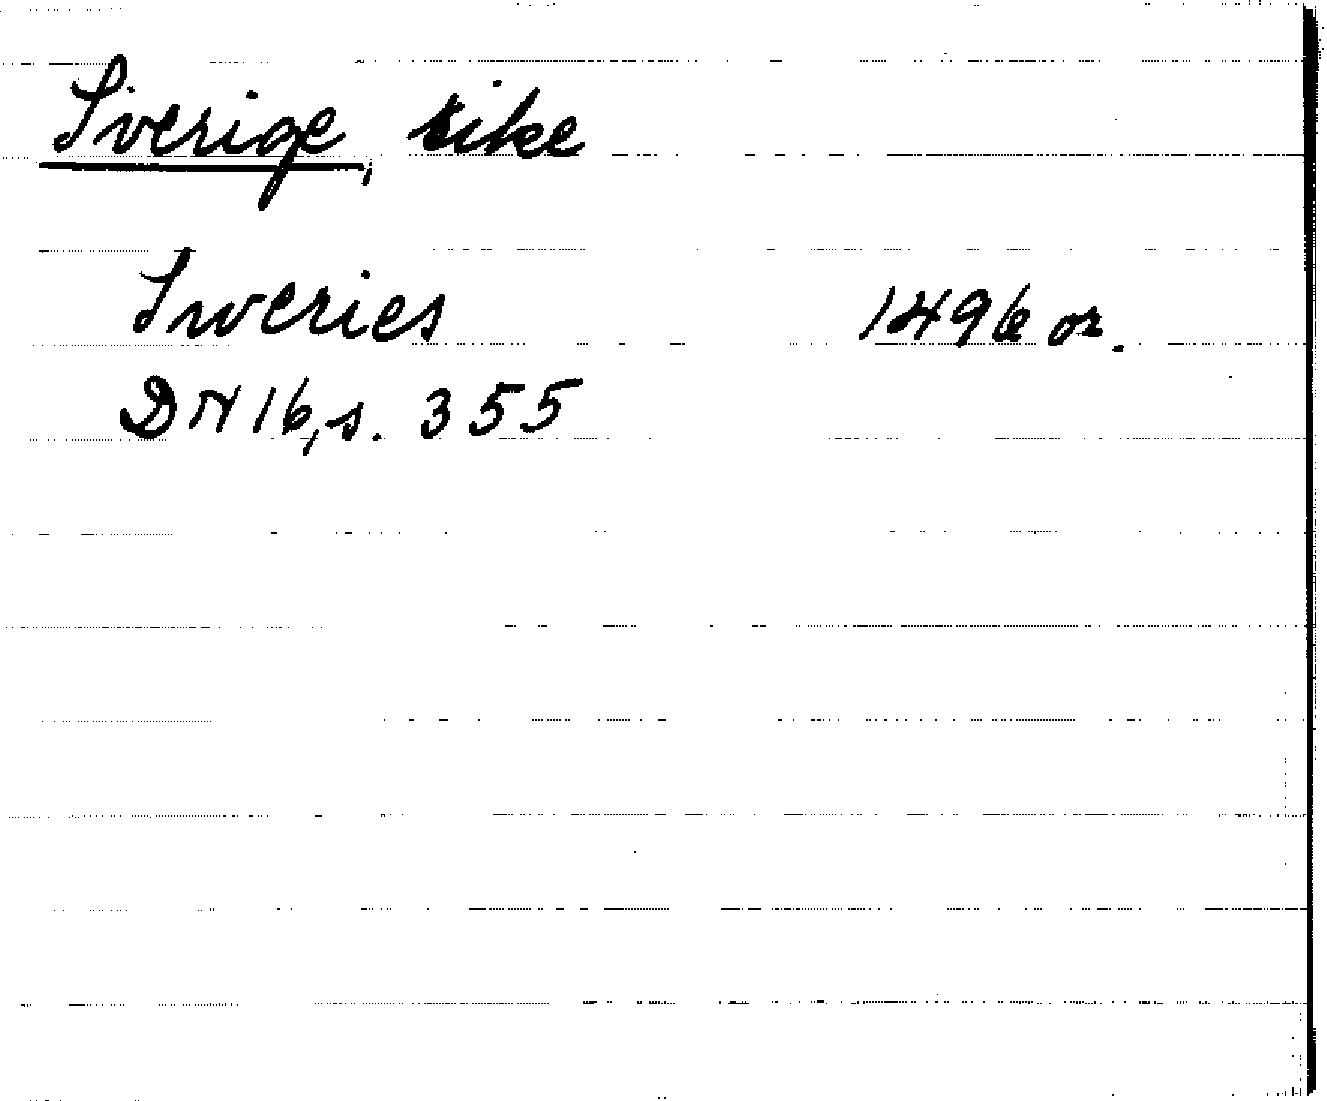 Sverige, rike
Sweries 1496 or.
DN 16, s. 355